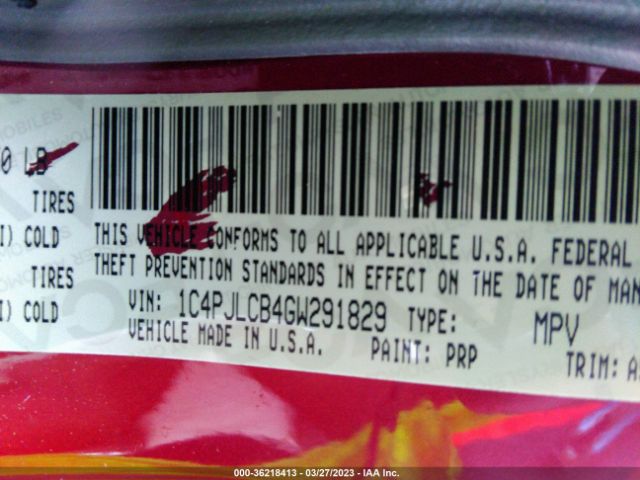 0 LB
TIRES
I) COLD
TIRES
I) COLD
THIS VEHICLE CONFORMS TO ALL APPLICABLE U.S.A. FEDERAL
THEFT PREVENTION STANDARDS IN EFFECT ON THE DATE OF MAN
VIN: 1C4PJLCB4GW291829 TYPE: MPV
VEHICLE MADE IN U.S.A. PAINT: PRP TRIM: A
000-36218413 - 03/27/2023 - IAA Inc.